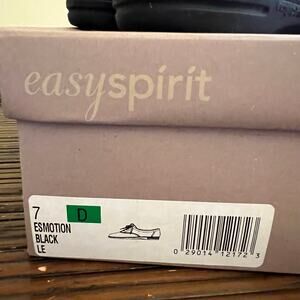 easyspirit
7 D
ESMOTION
BLACK
LE
0 29014 12172 3